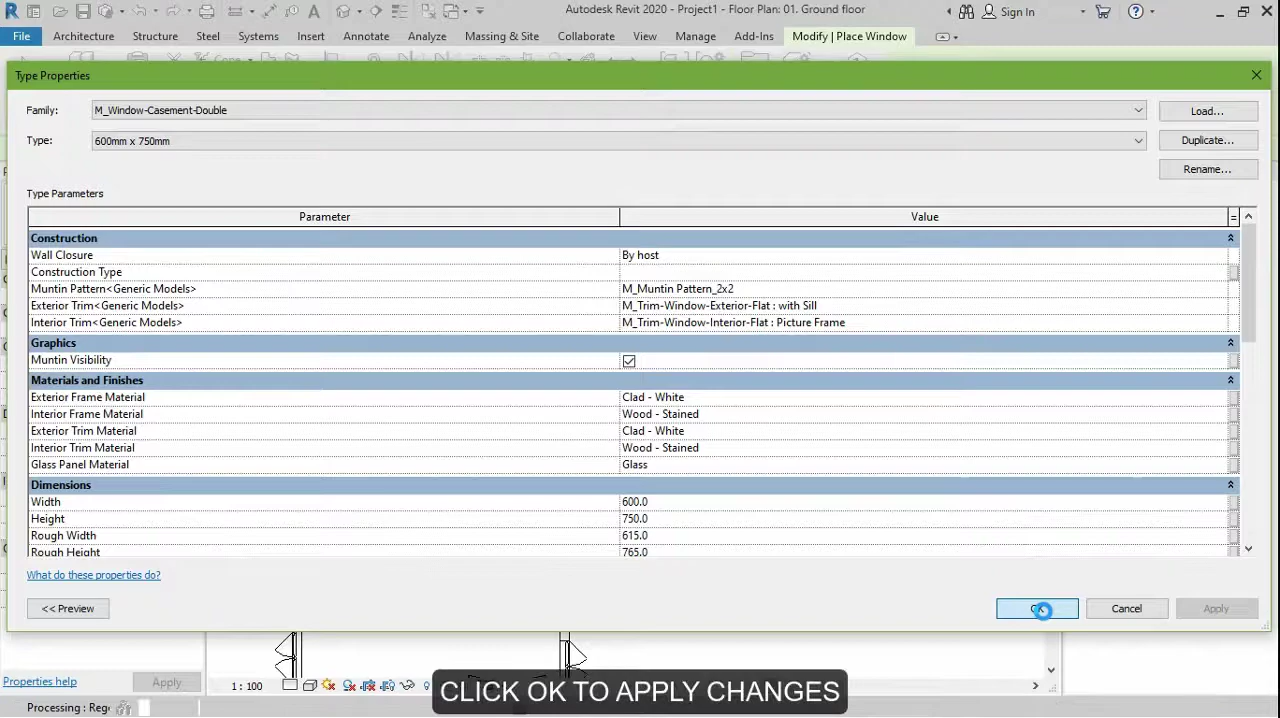 Autodesk Revit 2020 - Project1 - Floor Plan: 01. Ground floor
Sign In
File Architecture Structure Steel Systems Insert Annotate Analyze Massing & Site Collaborate View Manage Add-Ins Modify | Place Window
Type Properties
Family: M_Window-Casement-Double Load...
Type: 600mm x 750mm Duplicate...
Rename...
Type Parameters
Parameter Value =
Construction
Wall Closure By host
Construction Type
Muntin Pattern<Generic Models> M_Muntin Pattern_2x2
Exterior Trim<Generic Models> M_Trim-Window-Exterior-Flat : with Sill
Interior Trim<Generic Models> M_Trim-Window-Interior-Flat : Picture Frame
Graphics
Muntin Visibility
Materials and Finishes
Exterior Frame Material Clad - White
Interior Frame Material Wood - Stained
Exterior Trim Material Clad - White
Interior Trim Material Wood - Stained
Glass Panel Material Glass
Dimensions
Width 600.0
Height 750.0
Rough Width 615.0
Rough Height 765.0
What do these properties do?
<< Preview Cancel Apply
Properties help Apply 1 : 100
CLICK OK TO APPLY CHANGES
Processing : Reg